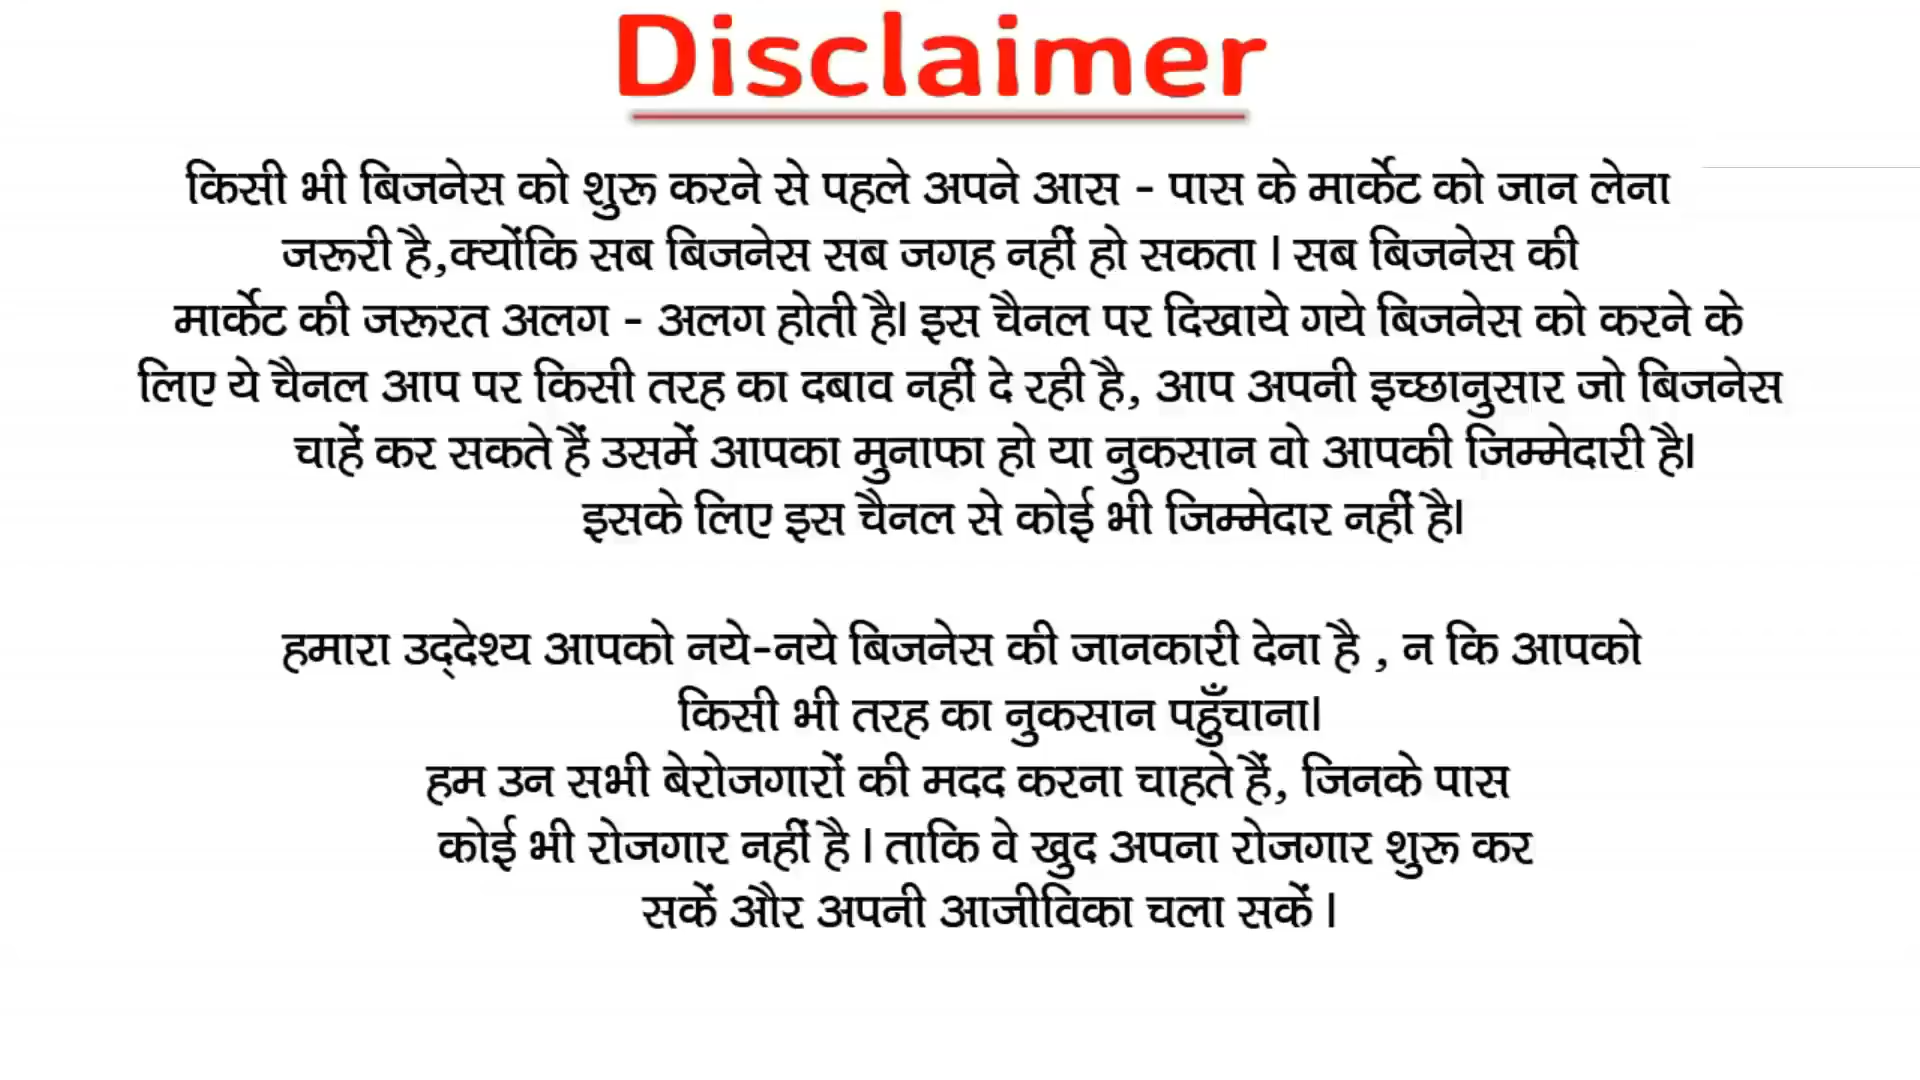 Disclaimer
किसी भी बिजनेस को शुरू करने से पहले अपने आस - पास के मार्केट को जान लेना
जरूरी है,क्योंकि सब बिजनेस सब जगह नहीं हो सकता । सब बिजनेस की
मार्केट की जरूरत अलग - अलग होती है। इस चैनल पर दिखाये गये बिजनेस को करने के
लिए ये चैनल आप पर किसी तरह का दबाव नहीं दे रही है, आप अपनी इच्छानुसार जो बिजनेस
चाहें कर सकते हैं उसमें आपका मुनाफा हो या नुकसान वो आपकी जिम्मेदारी है।
इसके लिए इस चैनल से कोई भी जिम्मेदार नहीं है।
हमारा उद्देश्य आपको नये-नये बिजनेस की जानकारी देना है , न कि आपको
किसी भी तरह का नुकसान पहुँचाना।
हम उन सभी बेरोजगारों की मदद करना चाहते हैं, जिनके पास
कोई भी रोजगार नहीं है । ताकि वे खुद अपना रोजगार शुरू कर
सकें और अपनी आजीविका चला सकें ।